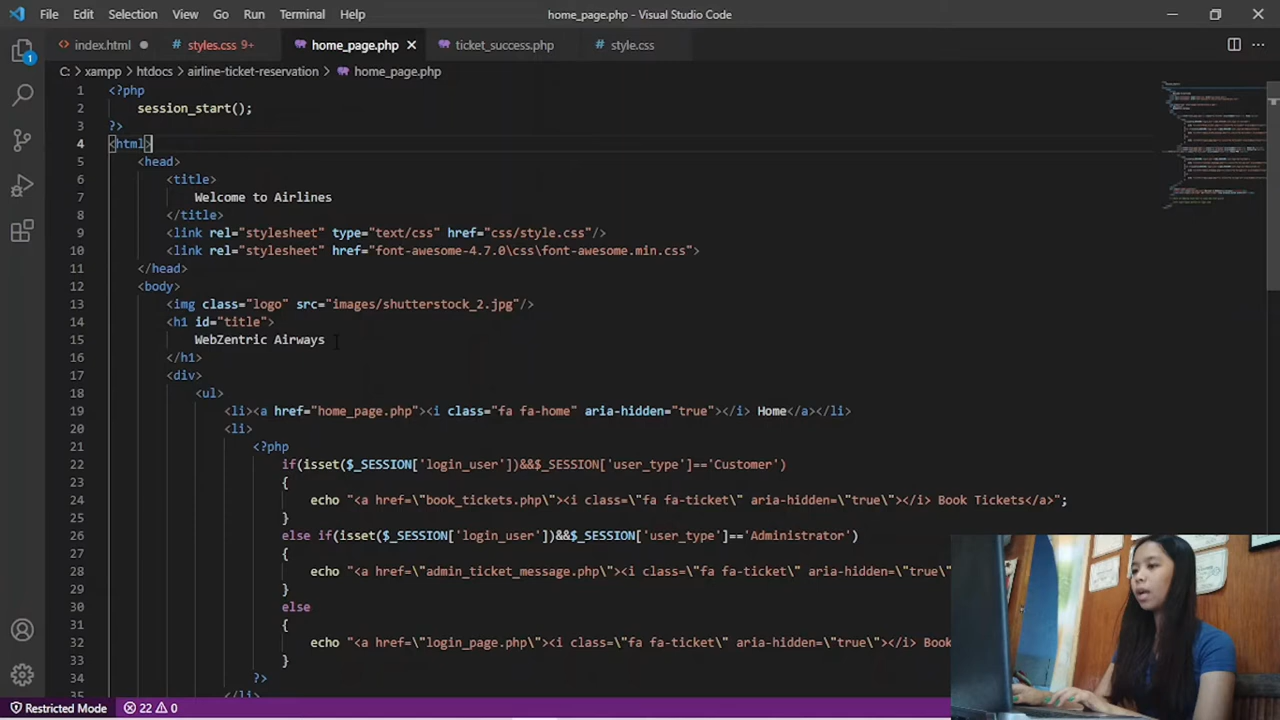 File Edit Selection View Go Run Terminal Help home_page.php - Visual Studio Code
index.html styles.css 9+ home_page.php ticket_success.php style.css
C: > xampp > htdocs > airline-ticket-reservation > home_page.php
1 <?php
2 session_start();
3 ?>
4 <html>
5 <head>
6 <title>
7 Welcome to Airlines
8 </title>
9 <link rel="stylesheet" type="text/css" href="css/style.css"/>
10 <link rel="stylesheet" href="font-awesome-4.7.0\css\font-awesome.min.css">
11 </head>
12 <body>
13 <img class="logo" src="images/shutterstock_2.jpg"/>
14 <h1 id="title">
15 WebZentric Airways
16 </h1>
17 <div>
18 <ul>
19 <li><a href="home_page.php"><i class="fa fa-home" aria-hidden="true"></i> Home</a></li>
20 <li>
21 <?php
22 if(isset($_SESSION['login_user'])&&$_SESSION['user_type']=='Customer')
23 {
24 echo "<a href=\"book_tickets.php\"><i class=\"fa fa-ticket\" aria-hidden=\"true\"></i> Book Tickets</a>";
25 }
26 else if(isset($_SESSION['login_user'])&&$_SESSION['user_type']=='Administrator')
27 {
28 echo "<a href=\"admin_ticket_message.php\"><i class=\"fa fa-ticket\" aria-hidden=\"true\"
29 }
30 else
31 {
32 echo "<a href=\"login_page.php\"><i class=\"fa fa-ticket\" aria-hidden=\"true\"></i> Book
33 }
34 ?>
35 </li>
1
Restricted Mode 22 0